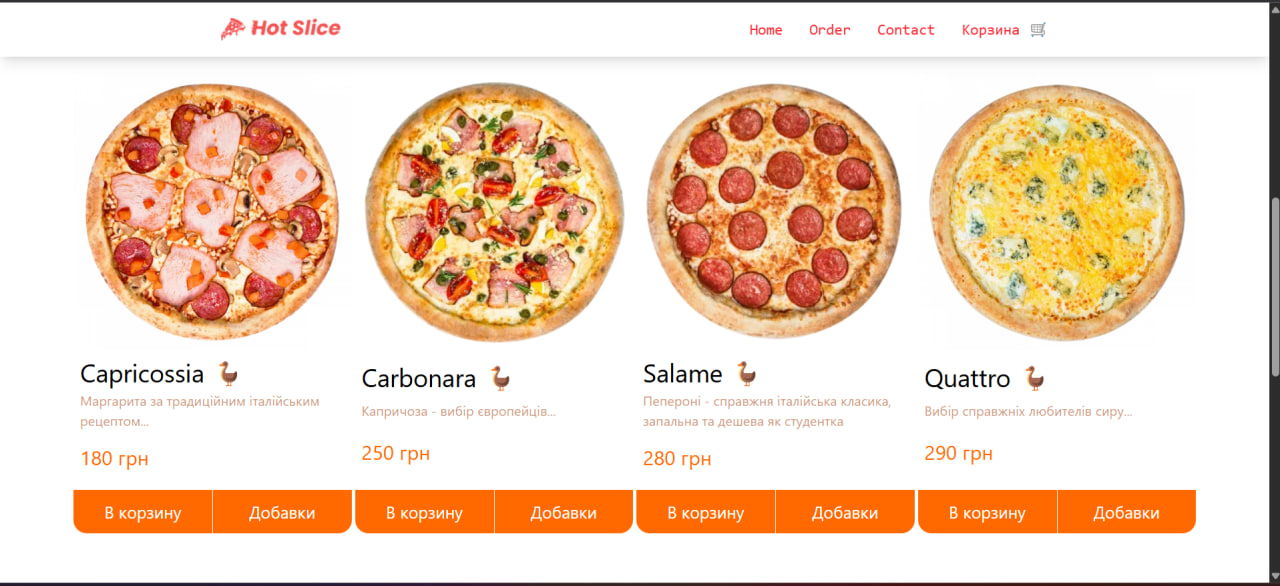 Hot Slice
Home Order Contact Корзина
Capricossia
Маргарита за традиційним італійським
рецептом...
180 грн
В корзину Добавки
Carbonara
Капричоза - вибір європейців...
250 грн
В корзину Добавки
Salame
Пепероні - справжня італійська класика,
запальна та дешева як студентка
280 грн
В корзину Добавки
Quattro
Вибір справжніх любителів сиру...
290 грн
В корзину Добавки